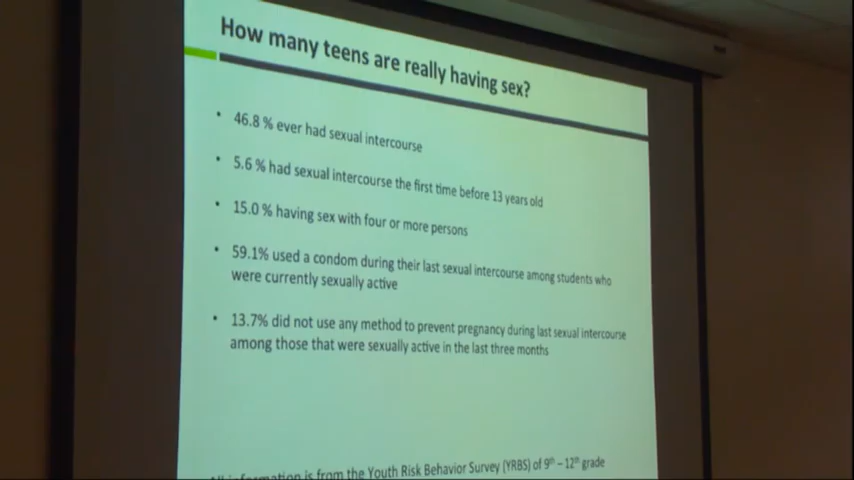 How many teens are really having sex?
• 46.8 % ever had sexual intercourse
• 5.6 % had sexual intercourse the first time before 13 years old
• 15.0 % having sex with four or more persons
• 59.1% used a condom during their last sexual intercourse among students who
were currently sexually active
• 13.7% did not use any method to prevent pregnancy during last sexual intercourse
among those that were sexually active in the last three months
All information is from the Youth Risk Behavior Survey (YRBS) of 9th – 12th grade